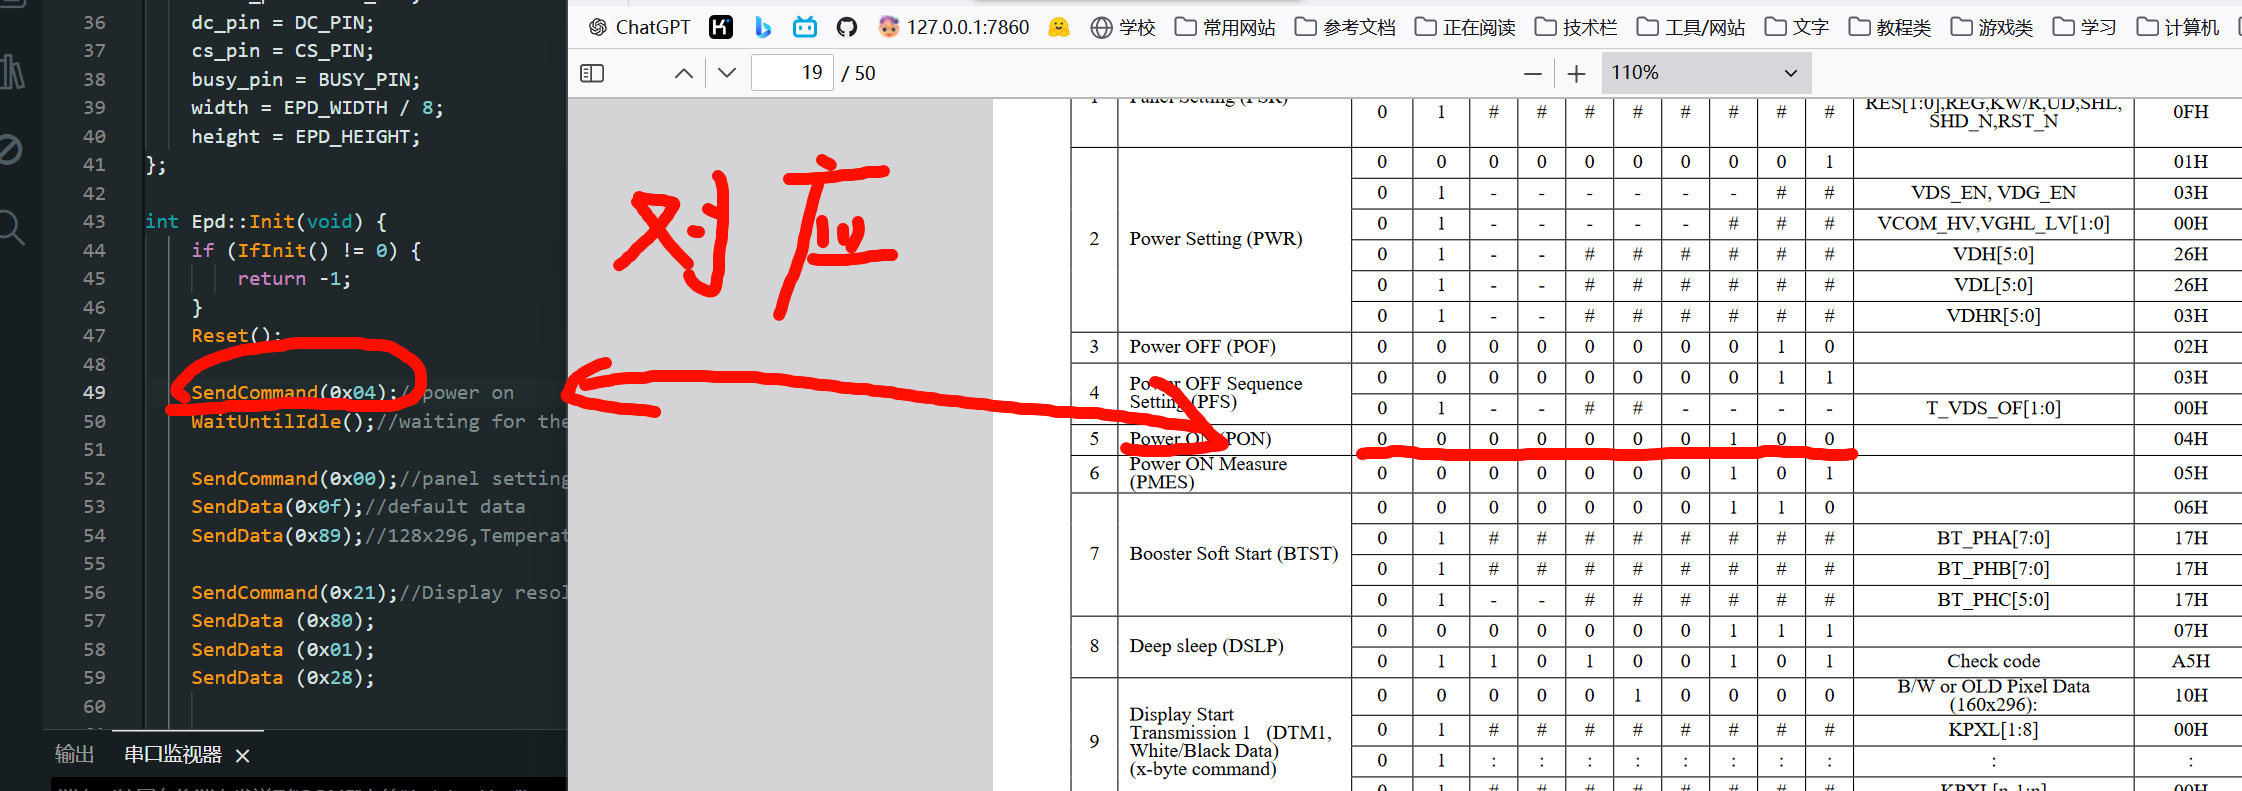 36 dc_pin = DC_PIN;
37 cs_pin = CS_PIN;
38 busy_pin = BUSY_PIN;
39 width = EPD_WIDTH / 8;
40 height = EPD_HEIGHT;
41 };
42
43 int Epd::Init(void) {
44 if (IfInit() != 0) {
45 return -1;
46 }
47 Reset();
48
49 SendCommand(0x04);//power on
50 WaitUntilIdle();//waiting for the
51
52 SendCommand(0x00);//panel setting
53 SendData(0x0f);//default data
54 SendData(0x89);//128x296,Temperat
55
56 SendCommand(0x21);//Display resol
57 SendData (0x80);
58 SendData (0x01);
59 SendData (0x28);
60
输出 串口监视器 ×
ChatGPT 127.0.0.1:7860 学校 常用网站 参考文档 正在阅读 技术栏 工具/网站 文字 教程类 游戏类 学习 计算机
19 / 50 110%
对应
1 Panel Setting (PSR) 0 1 # # # # # # # # RES[1:0],REG,KW/R,UD,SHL, 0FH
SHD_N,RST_N
0 0 0 0 0 0 0 0 0 1 01H
0 1 - - - - - - # # VDS_EN, VDG_EN 03H
0 1 - - - - - # # # VCOM_HV,VGHL_LV[1:0] 00H
2 Power Setting (PWR)
0 1 - - # # # # # # VDH[5:0] 26H
0 1 - - # # # # # # VDL[5:0] 26H
0 1 - - # # # # # # VDHR[5:0] 03H
3 Power OFF (POF) 0 0 0 0 0 0 0 0 1 0 02H
4 Power OFF Sequence 0 0 0 0 0 0 0 0 1 1 03H
Setting (PFS) 0 1 - - # # - - - - T_VDS_OF[1:0] 00H
5 Power ON (PON) 0 0 0 0 0 0 0 1 0 0 04H
6 Power ON Measure 0 0 0 0 0 0 0 1 0 1 05H
(PMES)
0 0 0 0 0 0 0 1 1 0 06H
0 1 # # # # # # # # BT_PHA[7:0] 17H
7 Booster Soft Start (BTST)
0 1 # # # # # # # # BT_PHB[7:0] 17H
0 1 - - # # # # # # BT_PHC[5:0] 17H
0 0 0 0 0 0 0 1 1 1 07H
8 Deep sleep (DSLP)
0 1 1 0 1 0 0 1 0 1 Check code A5H
0 0 0 0 0 1 0 0 0 0 B/W or OLD Pixel Data 10H
(160x296):
9 Display Start
Transmission 1 (DTM1, 0 1 # # # # # # # # KPXL[1:8] 00H
White/Black Data)
(x-byte command) 0 1 : : : : : : : : : :
0 1 # # # # # # # # KPXL[n-1:n] 00H